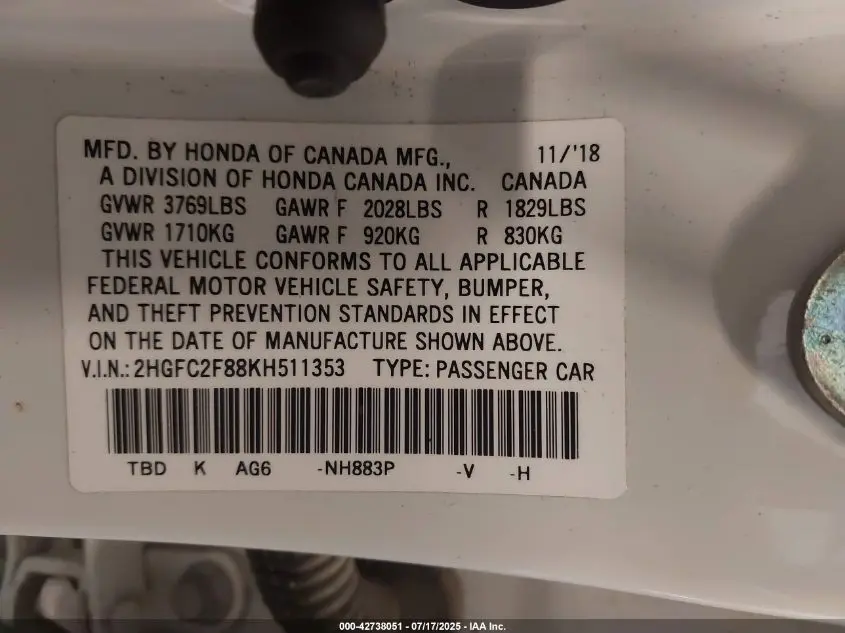 MFD. BY HONDA OF CANADA MFG., 11/'18
A DIVISION OF HONDA CANADA INC. CANADA
GVWR 3769LBS GAWR F 2028LBS R 1829LBS
GVWR 1710KG GAWR F 920KG R 830KG
THIS VEHICLE CONFORMS TO ALL APPLICABLE
FEDERAL MOTOR VEHICLE SAFETY, BUMPER,
AND THEFT PREVENTION STANDARDS IN EFFECT
ON THE DATE OF MANUFACTURE SHOWN ABOVE.
V.I.N.: 2HGFC2F88KH511353 TYPE: PASSENGER CAR
TBD K AG6 -NH883P -V -H
000-42738051 - 07/17/2025 - IAA Inc.